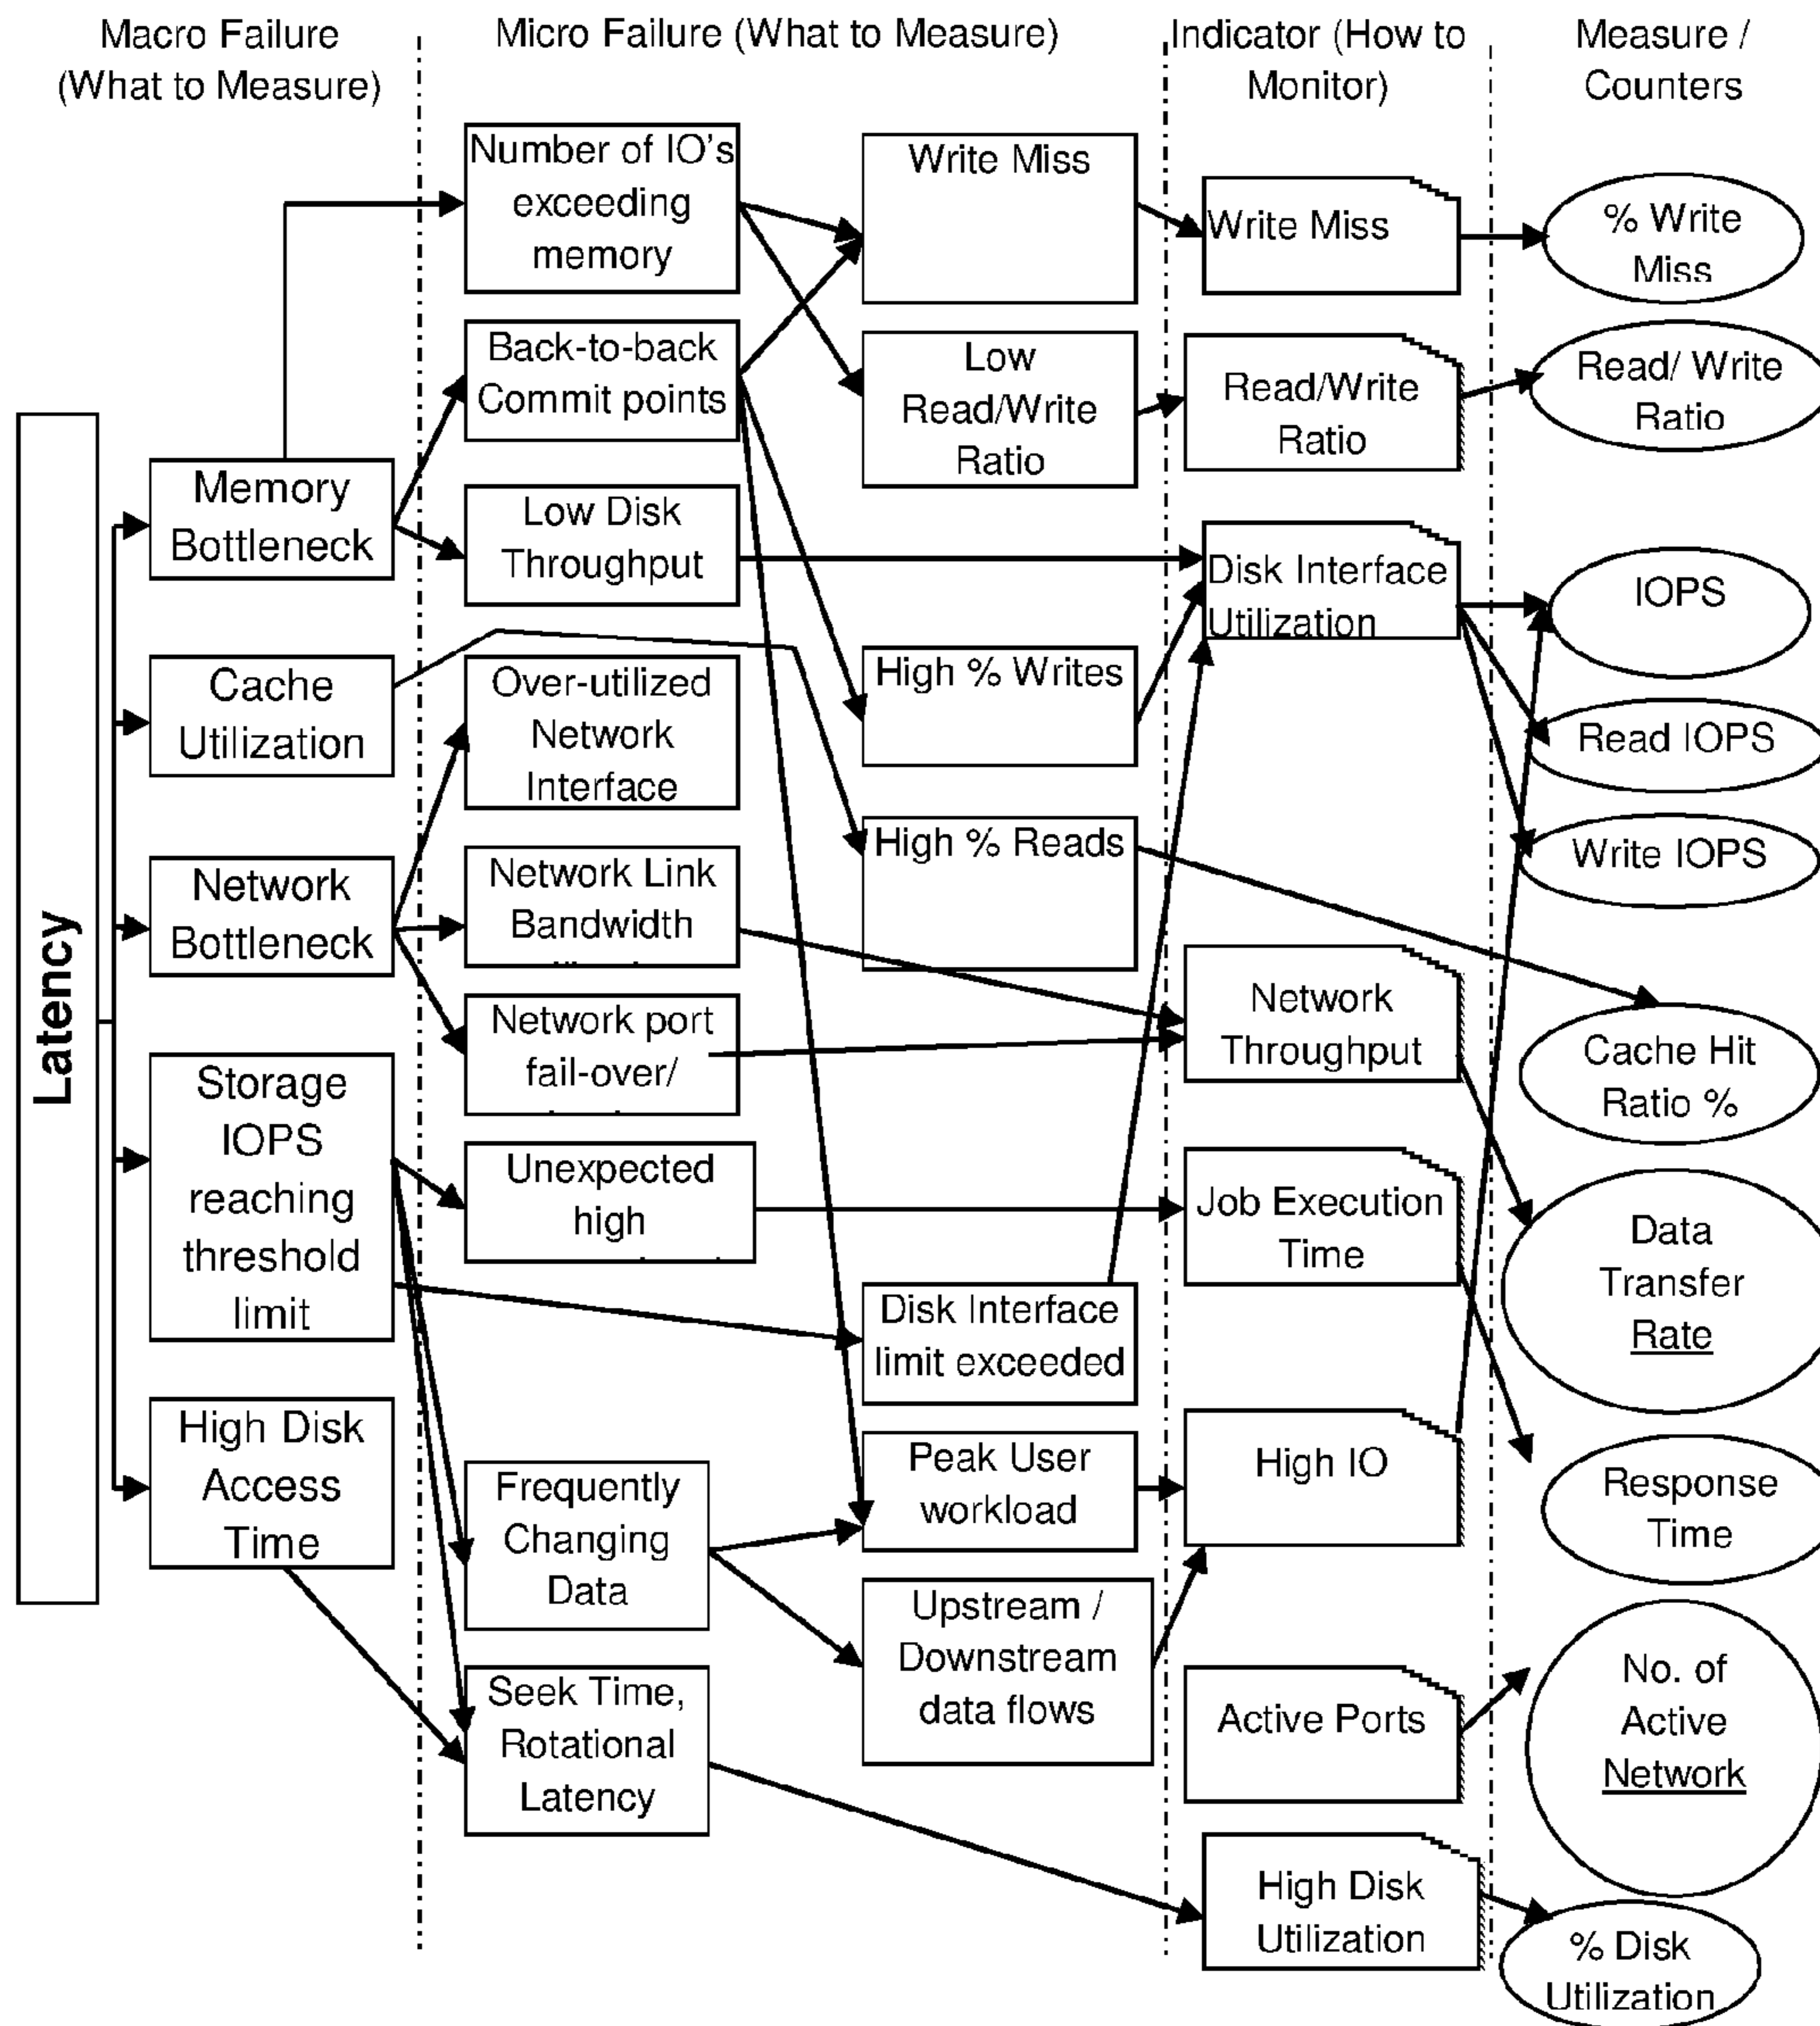 Macro Failure
(What to Measure)
Micro Failure (What to Measure)
Indicator (How to
Monitor)
Measure /
Counters
Latency
Memory
Bottleneck
Cache
Utilization
Network
Bottleneck
Storage
IOPS
reaching
threshold
limit
High Disk
Access
Time
Number of IO's
exceeding
memory
Back-to-back
Commit points
Low Disk
Throughput
Over-utilized
Network
Interface
Network Link
Bandwidth
Network port
fail-over/
Unexpected
high
Frequently
Changing
Data
Seek Time,
Rotational
Latency
Write Miss
Low
Read/Write
Ratio
High % Writes
High % Reads
Disk Interface
limit exceeded
Peak User
workload
Upstream /
Downstream
data flows
Write Miss
Read/Write
Ratio
Disk Interface
Utilization
Network
Throughput
Job Execution
Time
High IO
Active Ports
High Disk
Utilization
% Write
Miss
Read/ Write
Ratio
IOPS
Read IOPS
Write IOPS
Cache Hit
Ratio %
Data
Transfer
Rate
Response
Time
No. of
Active
Network
% Disk
Utilization